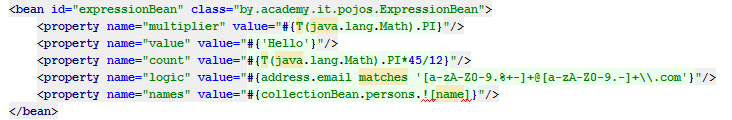 <bean id="expressionBean" class="by.academy.it.pojos.ExpressionBean">
<property name="multiplier" value="#{T(java.lang.Math).PI}"/>
<property name="value" value="#{'Hello'}"/>
<property name="count" value="#{T(java.lang.Math).PI*45/12}"/>
<property name="logic" value="#{address.email matches '[a-zA-Z0-9.%+-]+@[a-zA-Z0-9.-]+\\.com'}"/>
<property name="names" value="#{collectionBean.persons.![name]}"/>
</bean>